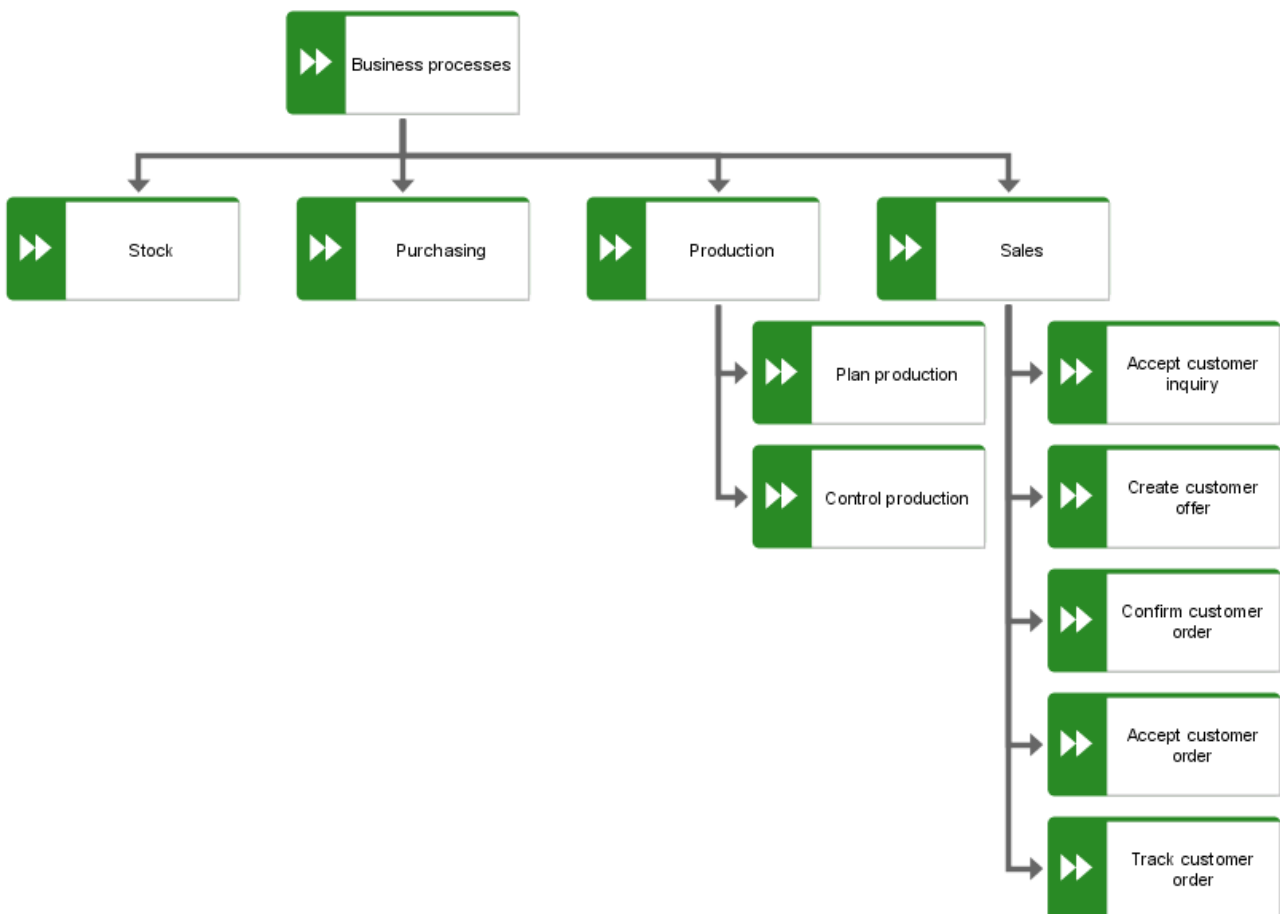 Business processes
Stock
Purchasing
Production
Sales
Plan production
Accept customer
inquiry
Control production
Create customer
offer
Confirm customer
order
Accept customer
order
Track customer
order